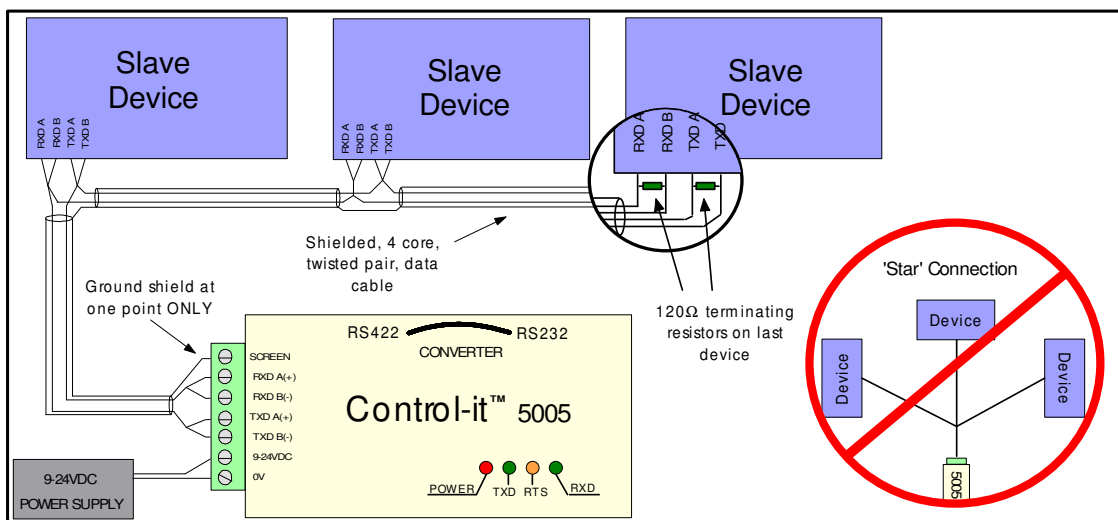 Slave
Device
RXD A
RXD B
TXD A
TXD B
Slave
Device
RXD A
RXD B
TXD A
TXD B
Slave
Device
RXD A
RXD B
TXD A
TXD
Shielded, 4 core,
twisted pair, data
cable
Ground shield at
one point ONLY
120Ω terminating
resistors on last
device
'Star' Connection
Device
Device
Device
5005
RS422
RS232
CONVERTER
Control-it™ 5005
SCREEN
RXD A(+)
RXD B(-)
TXD A(+)
TXD B(-)
9-24VDC
0V
POWER
TXD
RTS
RXD
9-24VDC
POWER SUPPLY